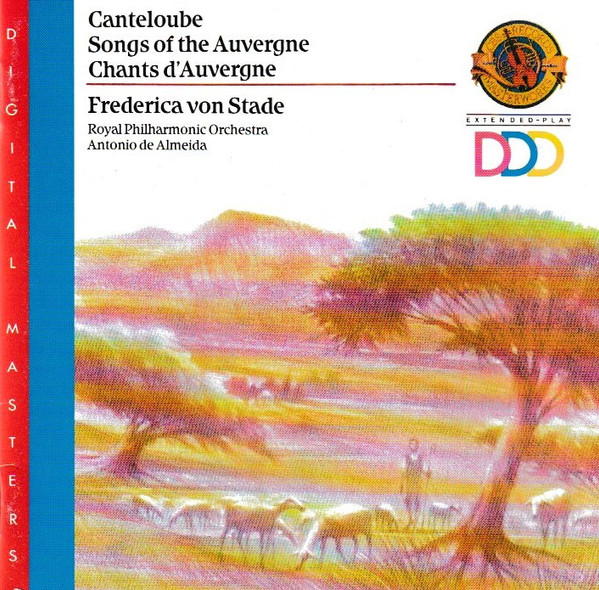 Canteloube
Songs of the Auvergne
Chants d'Auvergne
Frederica von Stade
Royal Philharmonic Orchestra
Antonio de Almeida
MASTERWORKS
EXTENDED-PLAY
DDD
DIGITAL MASTERS